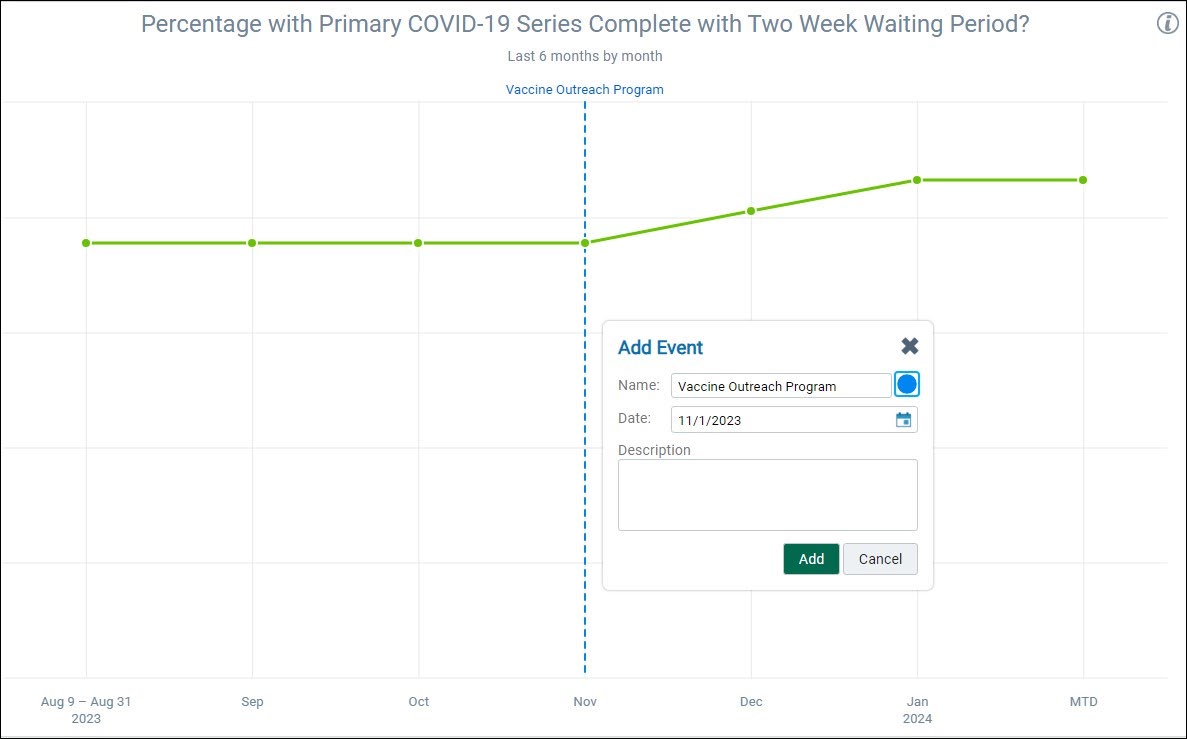 Percentage with Primary COVID-19 Series Complete with Two Week Waiting Period?
i
Last 6 months by month
Vaccine Outreach Program
Add Event
Name: Vaccine Outreach Program
Date: 11/1/2023
Description
Add Cancel
Aug 9 – Aug 31 Sep Oct Nov Dec Jan MTD
2023 2024